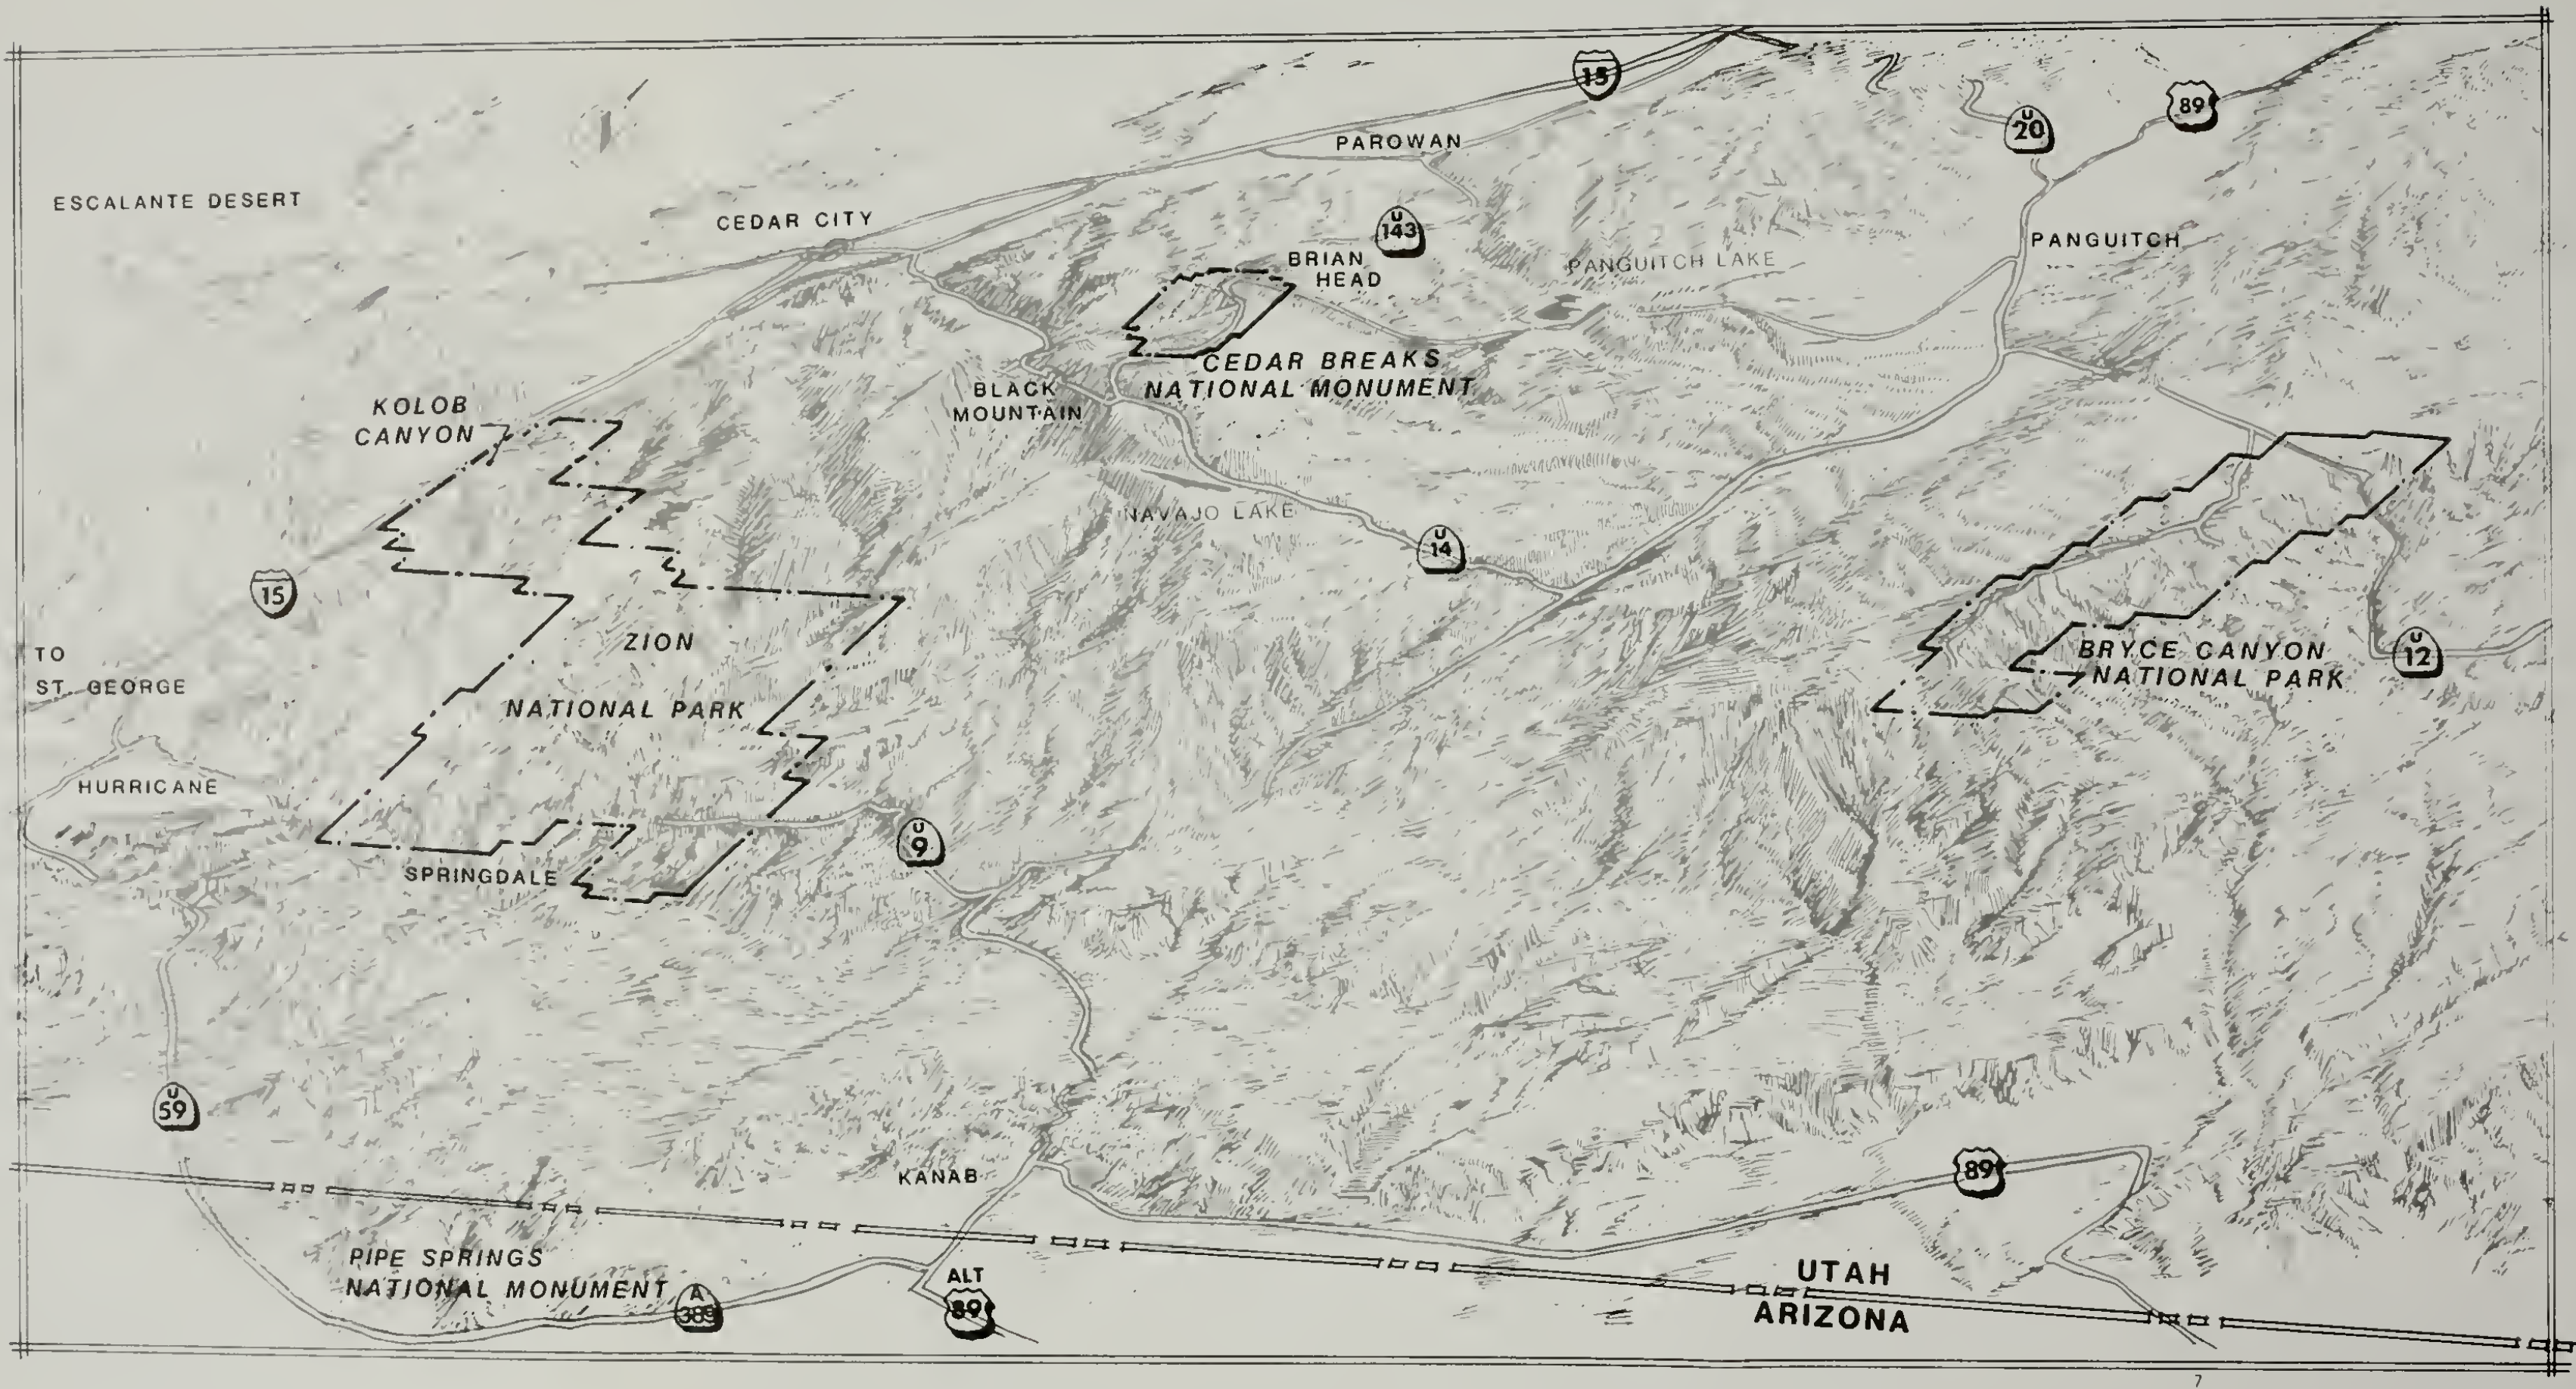 15
89
U
20
PAROWAN
ESCALANTE DESERT
CEDAR CITY
U
143
PANGUITCH
BRIAN
HEAD
PANGUITCH LAKE
CEDAR BREAKS
NATIONAL MONUMENT
BLACK
MOUNTAIN
KOLOB
CANYON
NAVAJO LAKE
U
14
15
ZION
NATIONAL PARK
TO
ST. GEORGE
BRYCE CANYON
NATIONAL PARK
U
12
HURRICANE
U
9
SPRINGDALE
U
59
KANAB
89
PIPE SPRINGS
NATIONAL MONUMENT
A
389
ALT
89
UTAH
ARIZONA
7